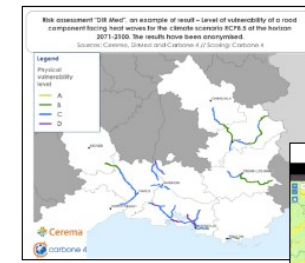 Risk assessment "DIR Med", an example of result – Level of vulnerability of a road
component facing heat waves for the climate scenario RCP8.5 at the horizon
2071-2100. The results have been anonymised.
Sources: Cerema, DIRMed and Carbone 4 // Scoring: Carbone 4
Legend
Physical
vulnerability
level
A
B
C
D
Cerema
carbone 4